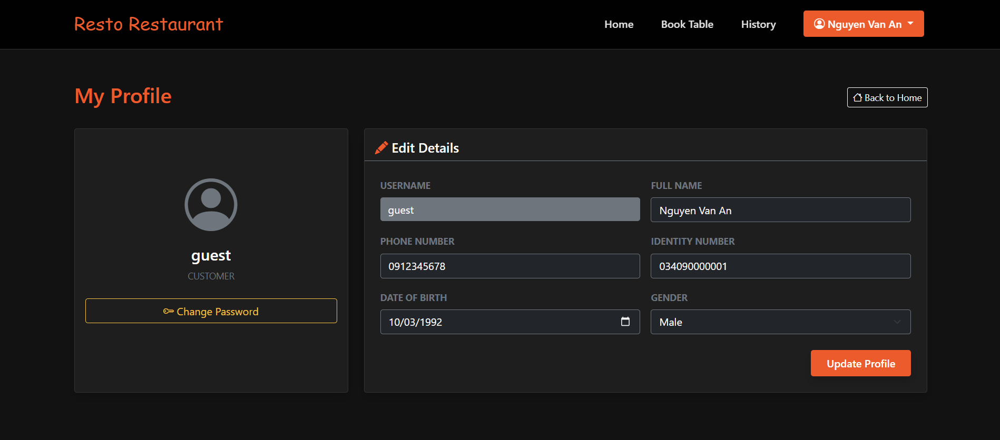 Resto Restaurant
Home
Book Table
History
Nguyen Van An
My Profile
Back to Home
guest
CUSTOMER
Change Password
Edit Details
USERNAME
FULL NAME
guest
Nguyen Van An
PHONE NUMBER
IDENTITY NUMBER
0912345678
034090000001
DATE OF BIRTH
GENDER
10/03/1992
Male
Update Profile